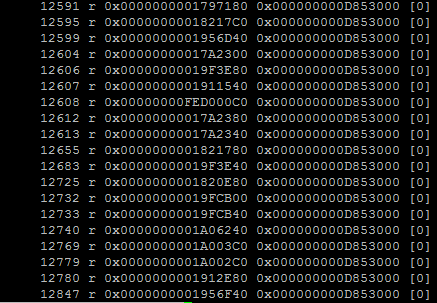 12591 r 0x0000000001797180 0x000000000D853000 [0]
12595 r 0x00000000018217C0 0x000000000D853000 [0]
12599 r 0x0000000001956D40 0x000000000D853000 [0]
12604 r 0x00000000017A2300 0x000000000D853000 [0]
12606 r 0x00000000019F3E80 0x000000000D853000 [0]
12607 r 0x0000000001911540 0x000000000D853000 [0]
12608 r 0x00000000FED000C0 0x000000000D853000 [0]
12612 r 0x00000000017A2380 0x000000000D853000 [0]
12613 r 0x00000000017A2340 0x000000000D853000 [0]
12655 r 0x0000000001821780 0x000000000D853000 [0]
12683 r 0x00000000019F3E40 0x000000000D853000 [0]
12725 r 0x0000000001820E80 0x000000000D853000 [0]
12732 r 0x00000000019FCB00 0x000000000D853000 [0]
12733 r 0x00000000019FCB40 0x000000000D853000 [0]
12740 r 0x0000000001A06240 0x000000000D853000 [0]
12769 r 0x0000000001A003C0 0x000000000D853000 [0]
12779 r 0x0000000001A002C0 0x000000000D853000 [0]
12780 r 0x0000000001912E80 0x000000000D853000 [0]
12847 r 0x0000000001956F40 0x000000000D853000 [0]